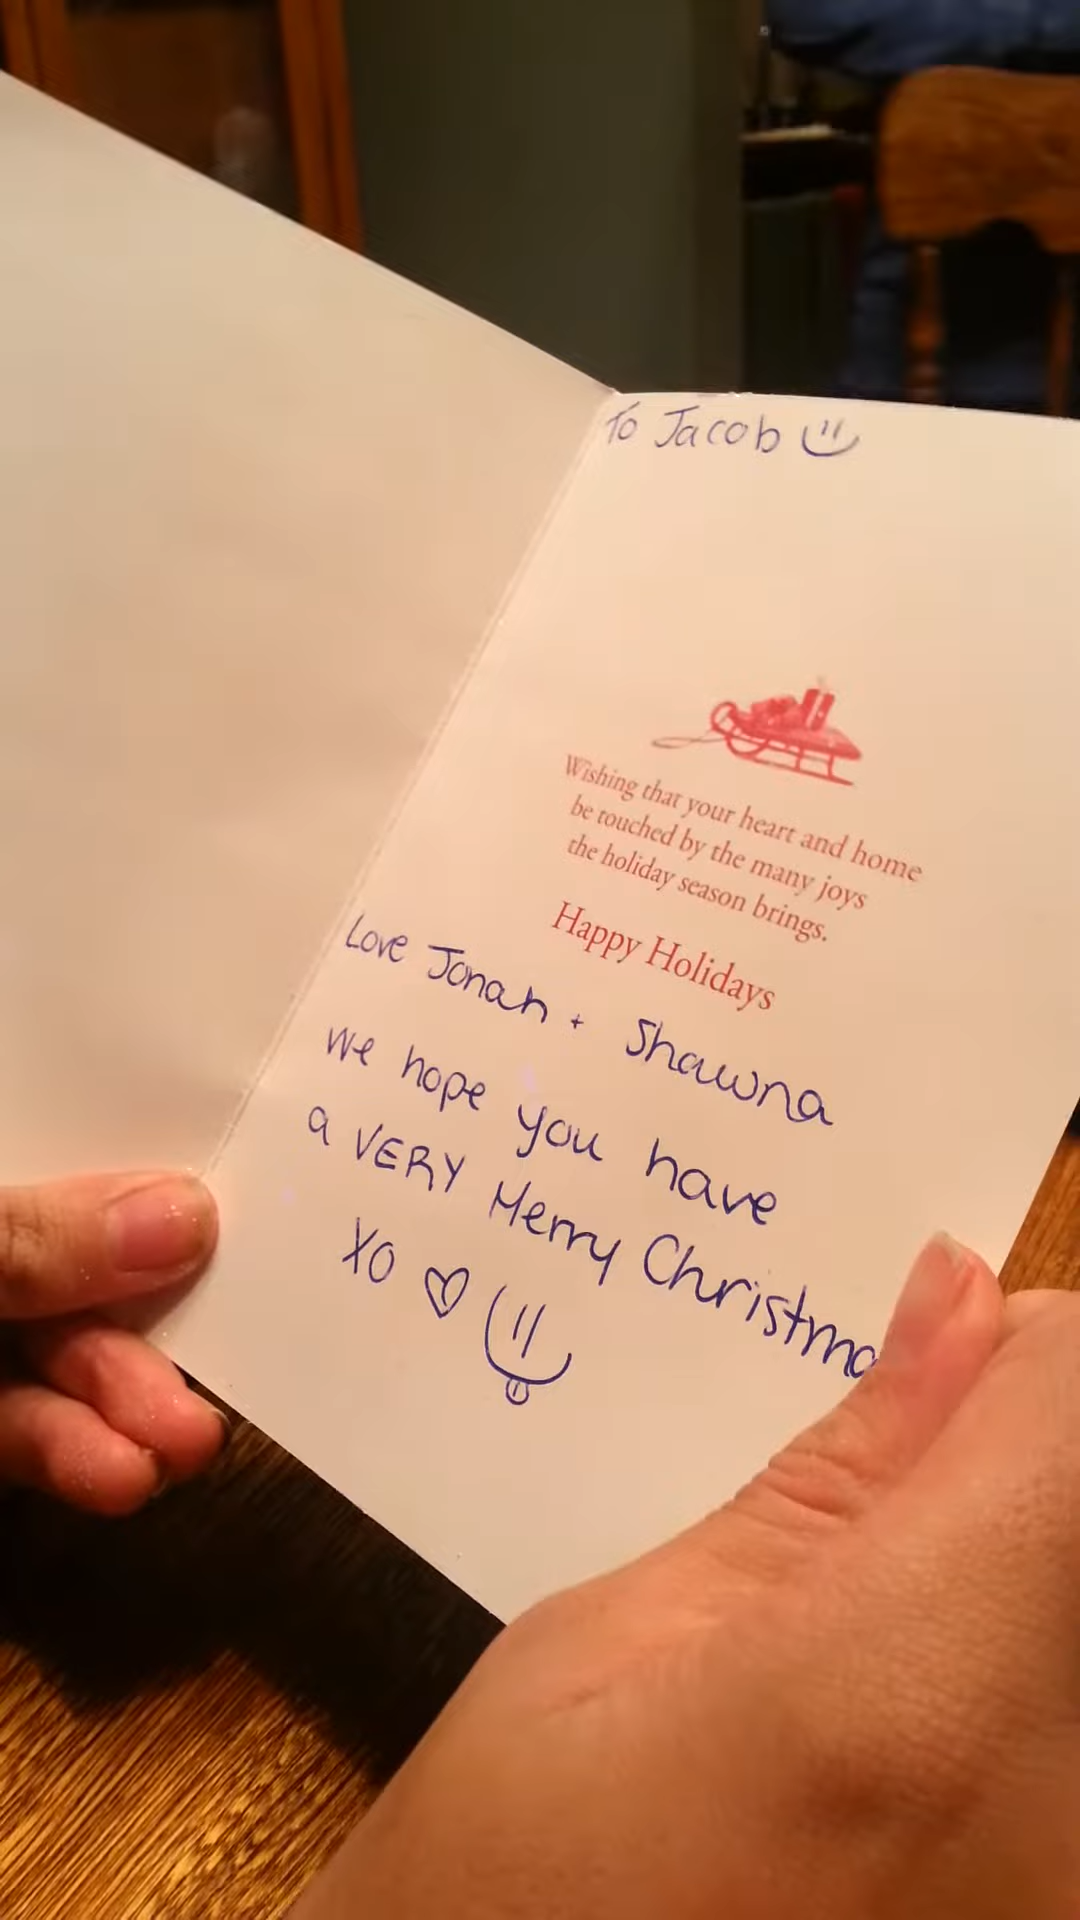 To Jacob
Wishing that your heart and home
be touched by the many joys
the holiday season brings.
Happy Holidays
Love Jonah + Shawna
We hope you have
a VERY Merry Christma
XO